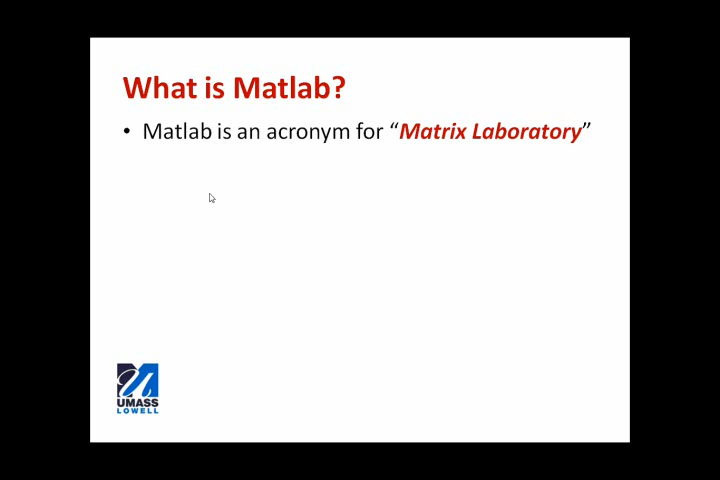 What is Matlab?
• Matlab is an acronym for “Matrix Laboratory”
UMASS
LOWELL